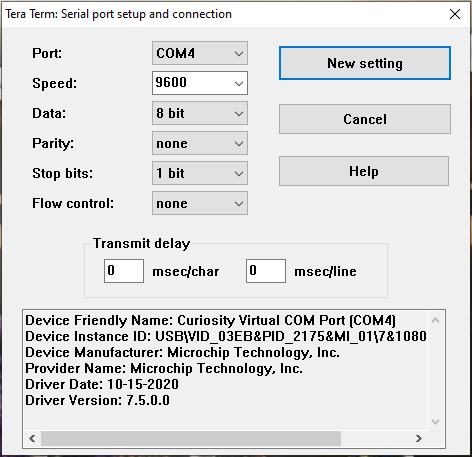 Tera Term: Serial port setup and connection
Port: COM4 New setting
Speed: 9600
Data: 8 bit Cancel
Parity: none
Stop bits: 1 bit Help
Flow control: none
Transmit delay
0 msec/char 0 msec/line
Device Friendly Name: Curiosity Virtual COM Port (COM4)
Device Instance ID: USB\VID_03EB&PID_2175&MI_01\7&1080
Device Manufacturer: Microchip Technology, Inc.
Provider Name: Microchip Technology, Inc.
Driver Date: 10-15-2020
Driver Version: 7.5.0.0